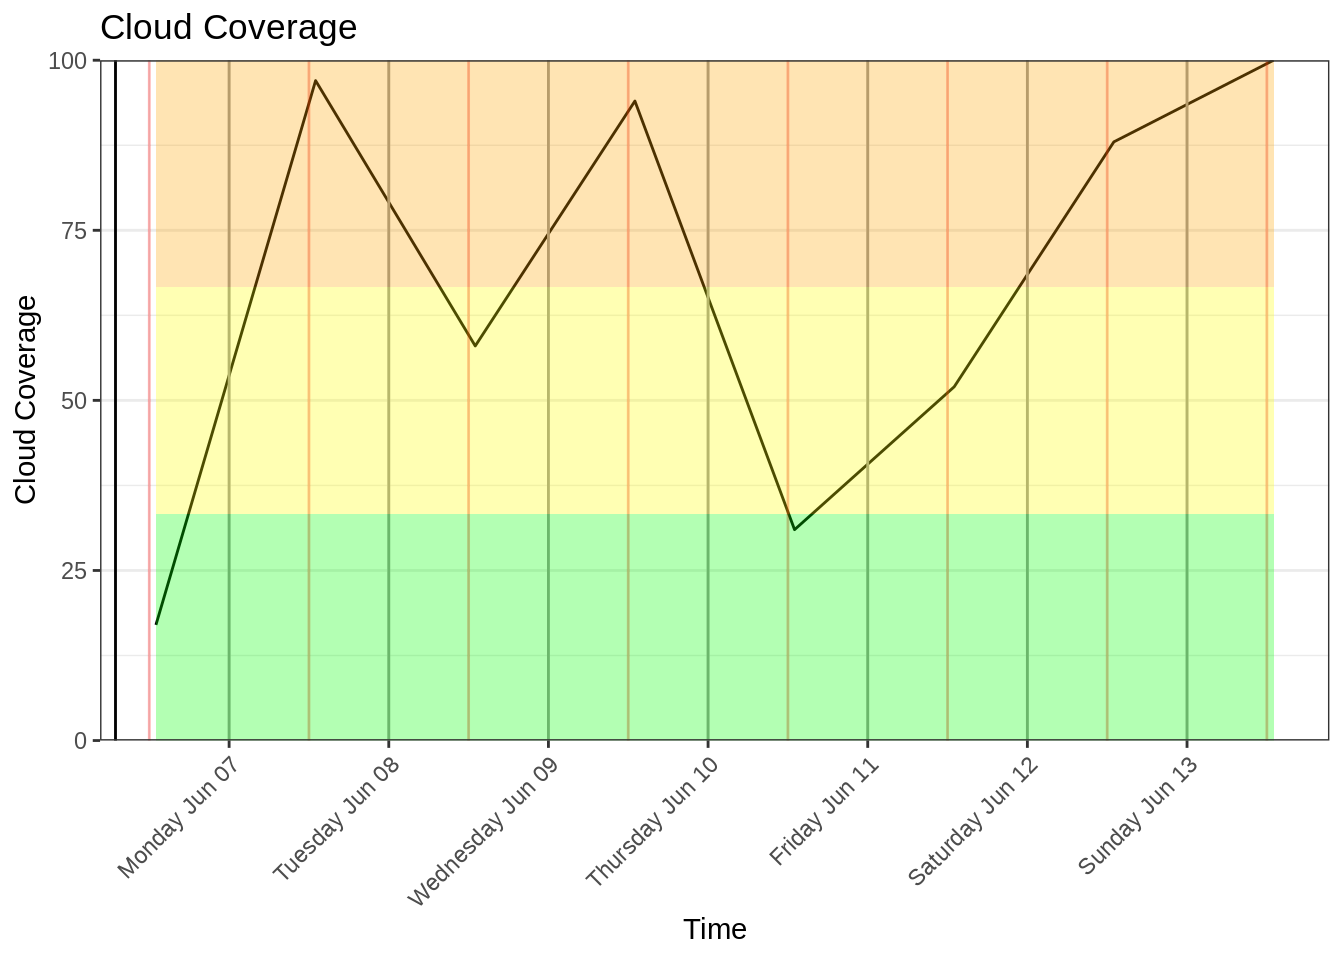 Cloud Coverage
100
75
50
25
0
Cloud Coverage
Monday Jun 07
Tuesday Jun 08
Wednesday Jun 09
Thursday Jun 10
Friday Jun 11
Saturday Jun 12
Sunday Jun 13
Time